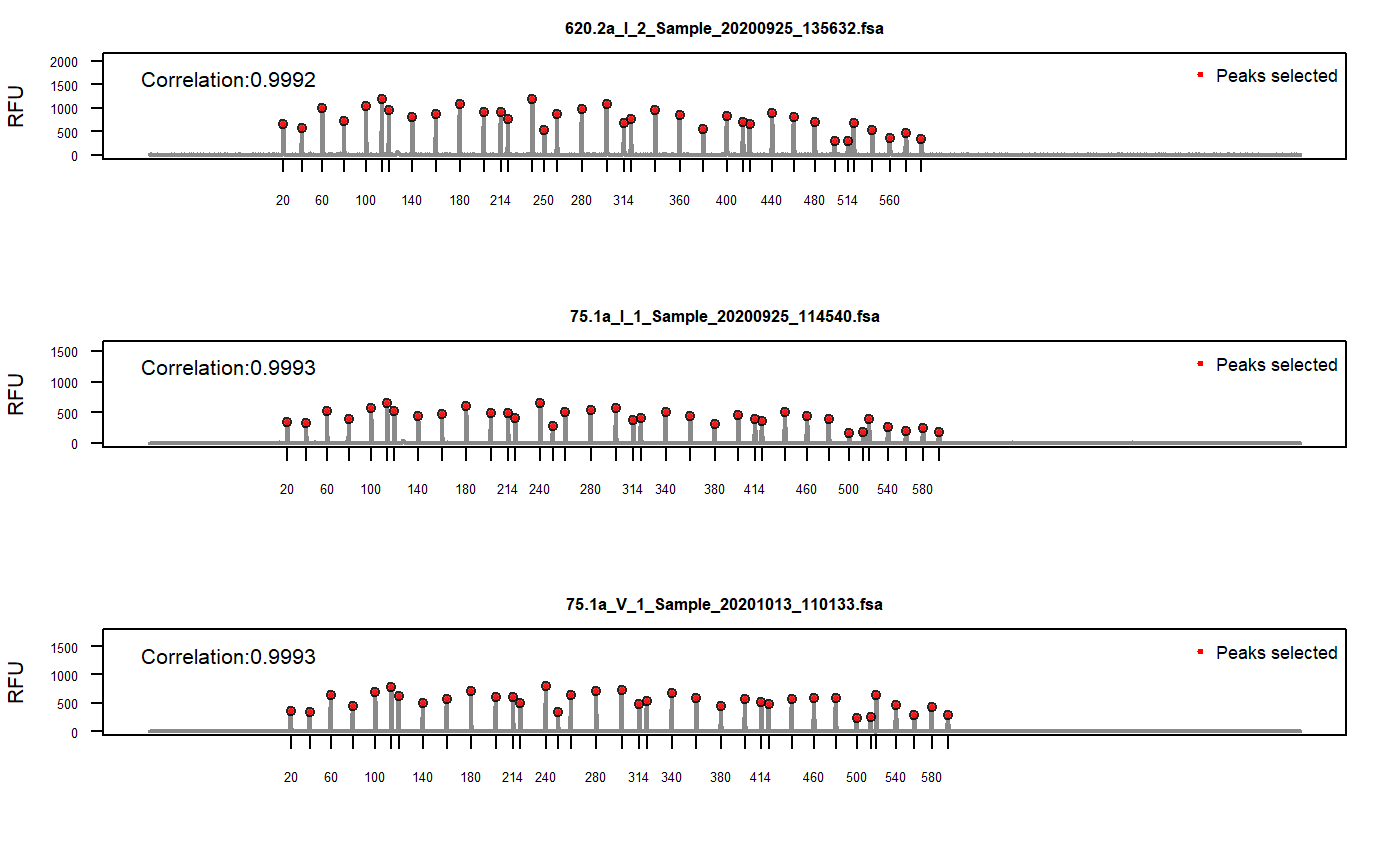 620.2a_I_2_Sample_20200925_135632.fsa
Correlation:0.9992
Peaks selected
RFU
2000
1500
1000
500
0
20 60 100 140 180 214 250 280 314 360 400 440 480 514 560
75.1a_I_1_Sample_20200925_114540.fsa
Correlation:0.9993
Peaks selected
RFU
1500
1000
500
0
20 60 100 140 180 214 240 280 314 340 380 414 460 500 540 580
75.1a_V_1_Sample_20201013_110133.fsa
Correlation:0.9993
Peaks selected
RFU
1500
1000
500
0
20 60 100 140 180 214 240 280 314 340 380 414 460 500 540 580